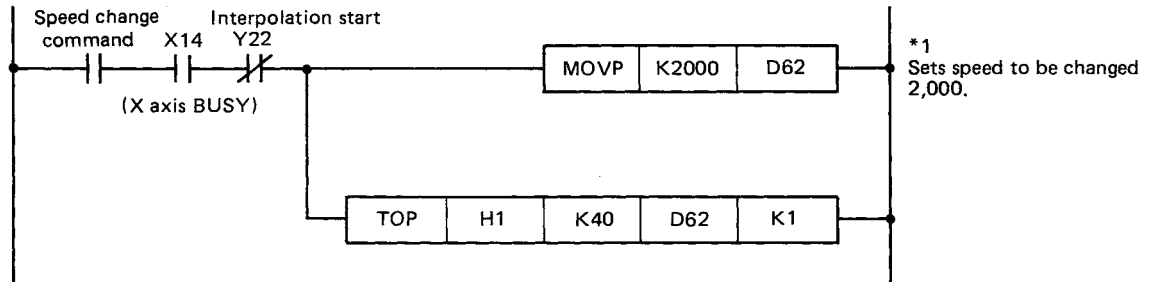 Speed change Interpolation start
command X14 Y22
(X axis BUSY)
MOVP K2000 D62
*1
Sets speed to be changed
2,000.
TOP H1 K40 D62 K1